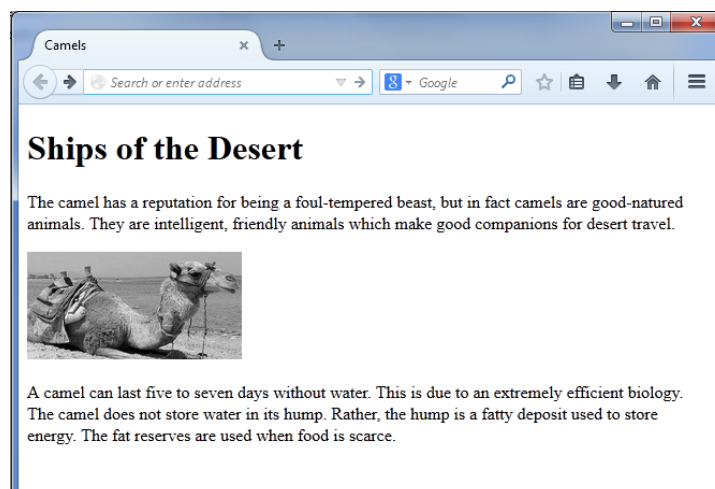 Camels
Search or enter address
Google
Ships of the Desert
The camel has a reputation for being a foul-tempered beast, but in fact camels are good-natured
animals. They are intelligent, friendly animals which make good companions for desert travel.
A camel can last five to seven days without water. This is due to an extremely efficient biology.
The camel does not store water in its hump. Rather, the hump is a fatty deposit used to store
energy. The fat reserves are used when food is scarce.